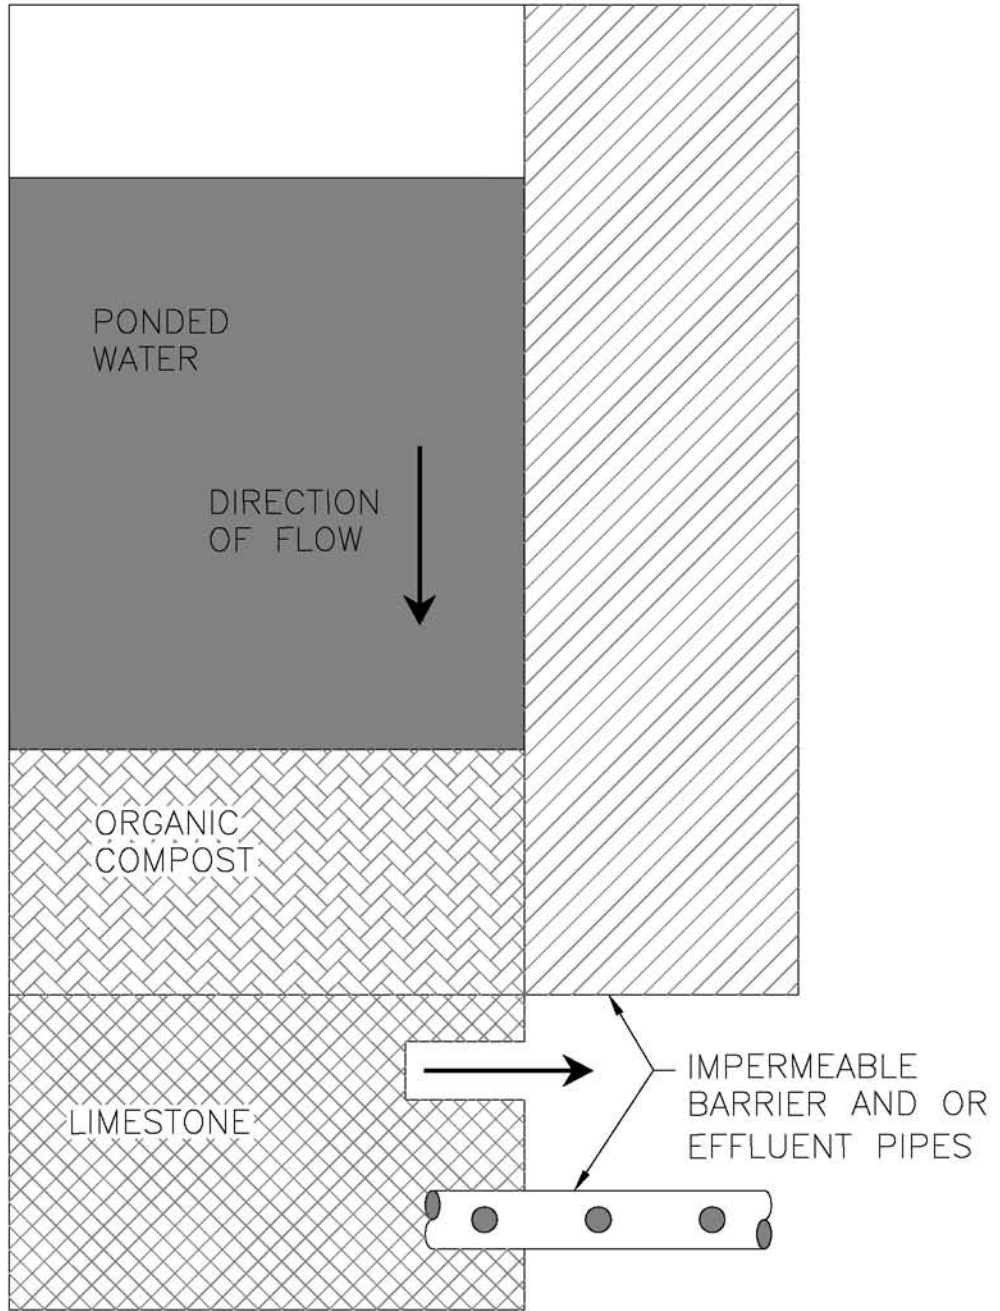 PONDED
WATER
DIRECTION
OF FLOW
ORGANIC
COMPOST
LIMESTONE
IMPERMEABLE
BARRIER AND OR
EFFLUENT PIPES